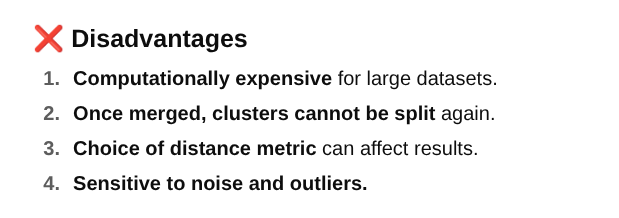 ❌ Disadvantages
1. Computationally expensive for large datasets.
2. Once merged, clusters cannot be split again.
3. Choice of distance metric can affect results.
4. Sensitive to noise and outliers.